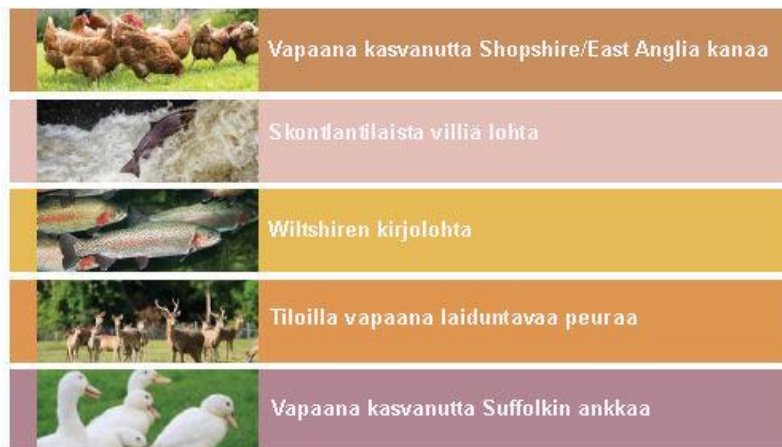 Vapaana kasvanutta Shopshire/East Anglia kanaa
Skontlantilaista villiä lohta
Wiltshiren kirjolohta
Tiloilla vapaana laiduntavaa peuraa
Vapaana kasvanutta Suffolkin ankkaa